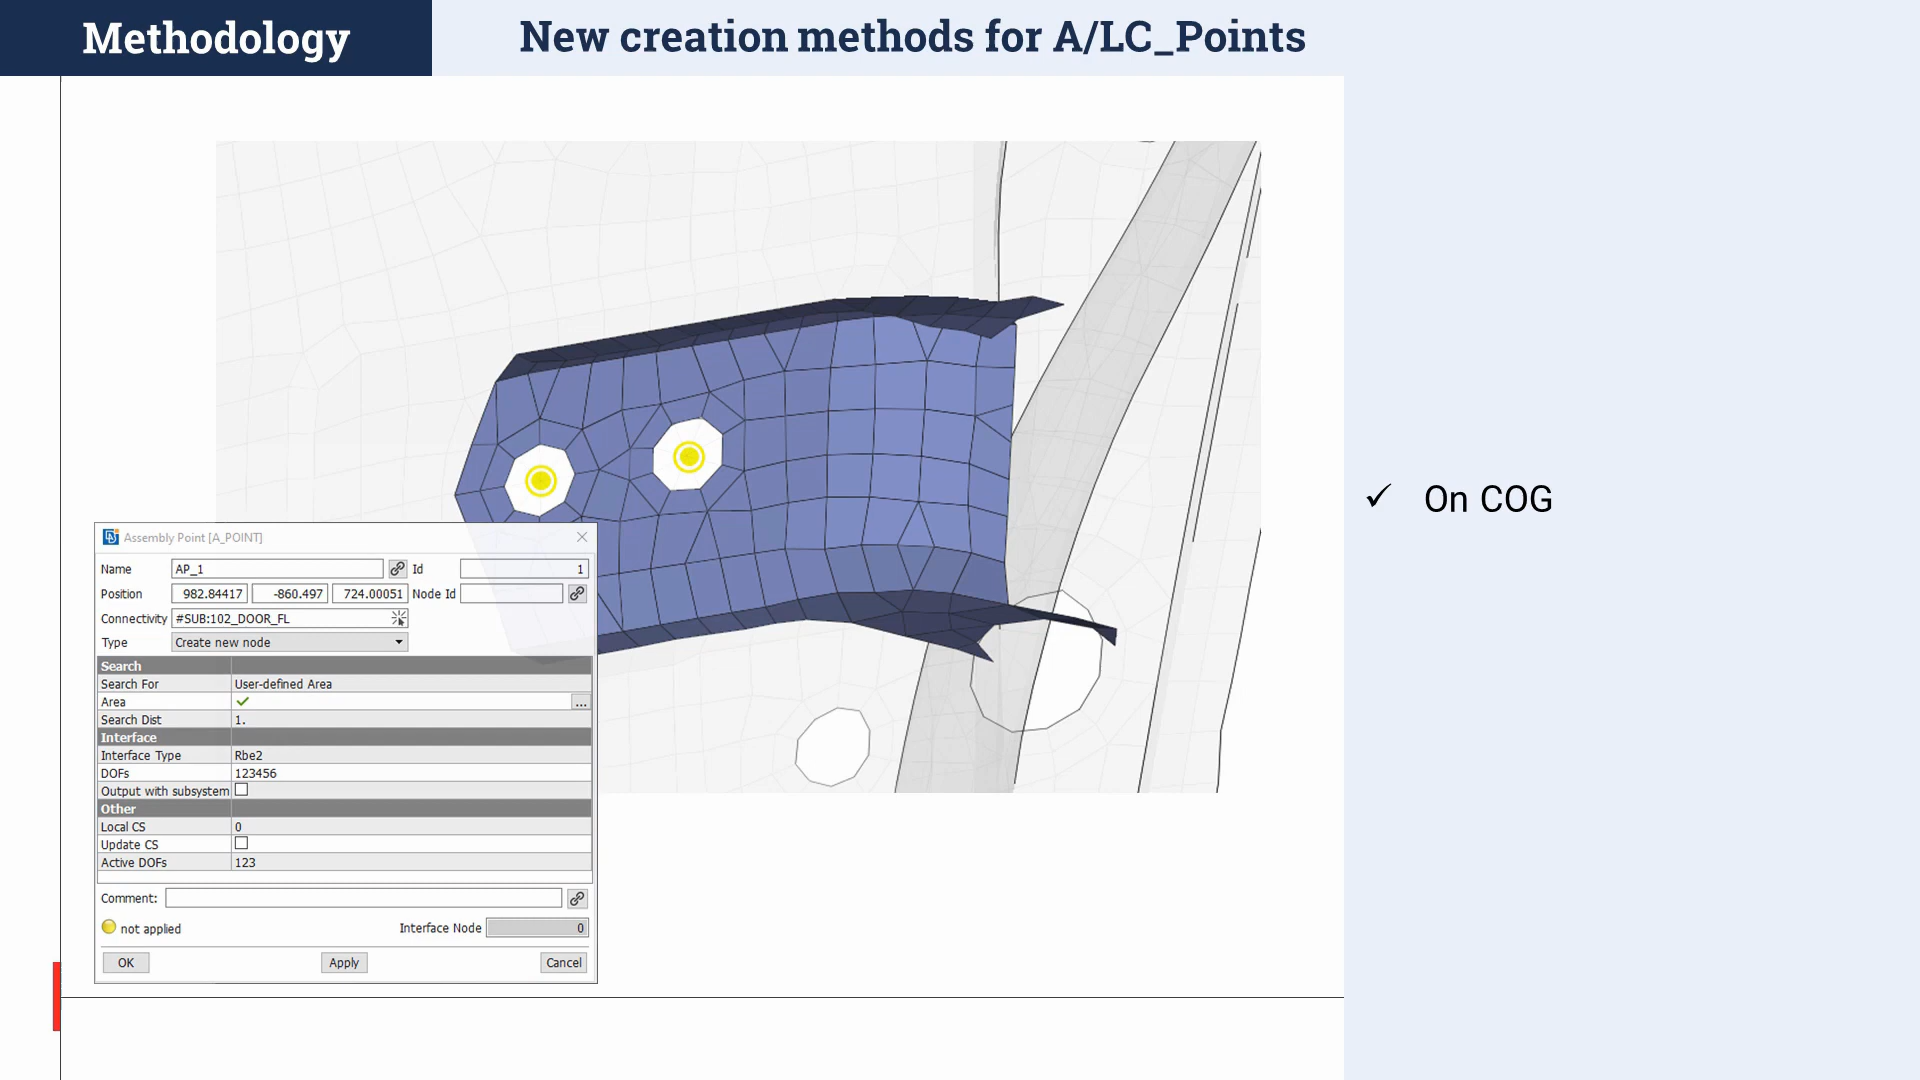 Methodology
New creation methods for A/LC_Points
✓ On COG
Assembly Point [A_POINT]
Name AP_1 Id 1
Position 982.84417 -860.497 724.00051 Node Id
Connectivity #SUB:102_DOOR_FL
Type Create new node
Search
Search For User-defined Area
Area ...
Search Dist 1.
Interface
Interface Type Rbe2
DOFs 123456
Output with subsystem
Other
Local CS 0
Update CS
Active DOFs 123
Comment:
not applied Interface Node 0
OK Apply Cancel